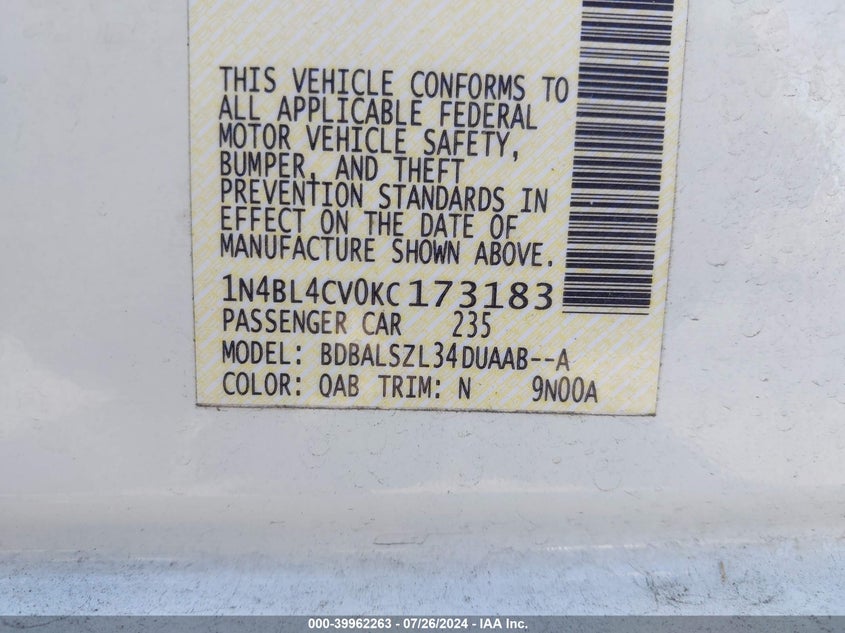 THIS VEHICLE CONFORMS TO
ALL APPLICABLE FEDERAL
MOTOR VEHICLE SAFETY,
BUMPER, AND THEFT
PREVENTION STANDARDS IN
EFFECT ON THE DATE OF
MANUFACTURE SHOWN ABOVE.
1N4BL4CV0KC173183
PASSENGER CAR 235
MODEL: BDBALSZL34DUAAB--A
COLOR: QAB TRIM: N 9N00A
000-39962263 - 07/26/2024 - IAA Inc.